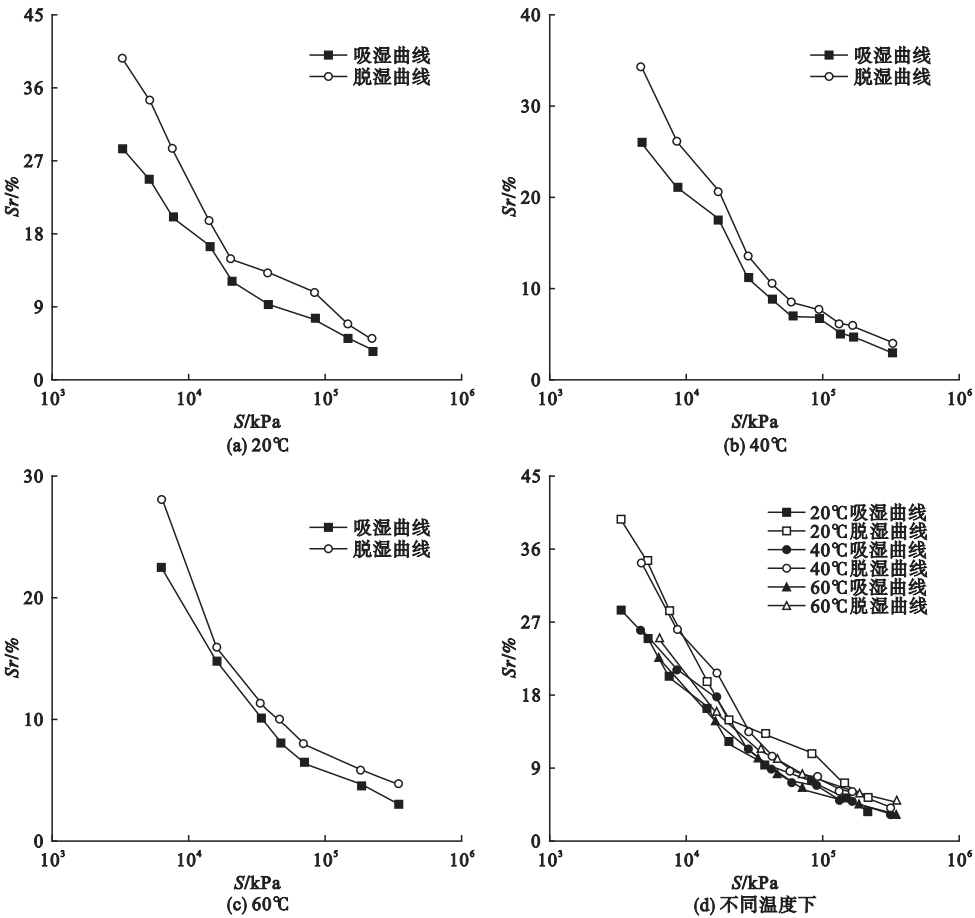 45
36
27
18
9
0
Sr/%
吸湿曲线
脱湿曲线
10³ 10⁴ 10⁵ 10⁶
S/kPa
(a) 20℃
40
30
20
10
0
Sr/%
吸湿曲线
脱湿曲线
10³ 10⁴ 10⁵ 10⁶
S/kPa
(b) 40℃
30
20
10
0
Sr/%
吸湿曲线
脱湿曲线
10³ 10⁴ 10⁵ 10⁶
S/kPa
(c) 60℃
45
36
27
18
9
0
Sr/%
20℃吸湿曲线
20℃脱湿曲线
40℃吸湿曲线
40℃脱湿曲线
60℃吸湿曲线
60℃脱湿曲线
10³ 10⁴ 10⁵ 10⁶
S/kPa
(d) 不同温度下